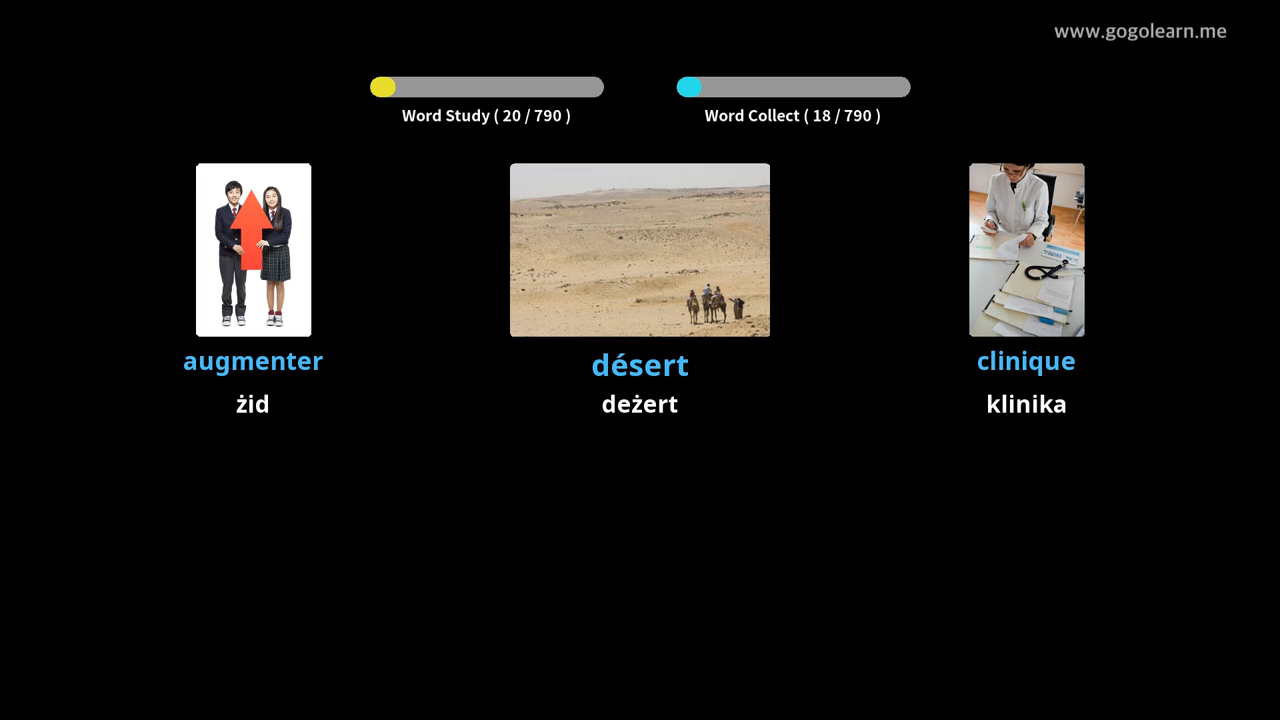 www.gogolearn.me
Word Study ( 20 / 790 )
Word Collect ( 18 / 790 )
augmenter
żid
désert
deżert
clinique
klinika